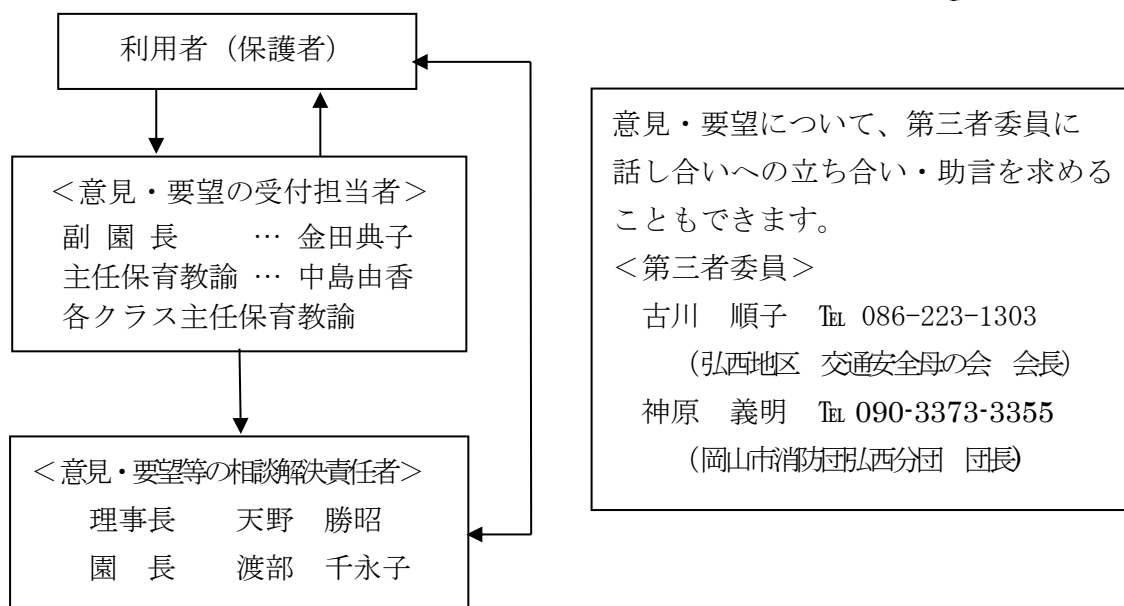 利用者（保護者）
＜意見・要望の受付担当者＞
副 園 長　　… 金田典子
主任保育教諭 … 中島由香
各クラス主任保育教諭
＜意見・要望等の相談解決責任者＞
理事長　　天野　勝昭
園　長　　渡部　千永子
意見・要望について、第三者委員に
話し合いへの立ち合い・助言を求める
こともできます。
＜第三者委員＞
古川　順子　℡ 086-223-1303
（弘西地区　交通安全母の会　会長）
神原　義明　℡ 090-3373-3355
（岡山市消防団弘西分団　団長）